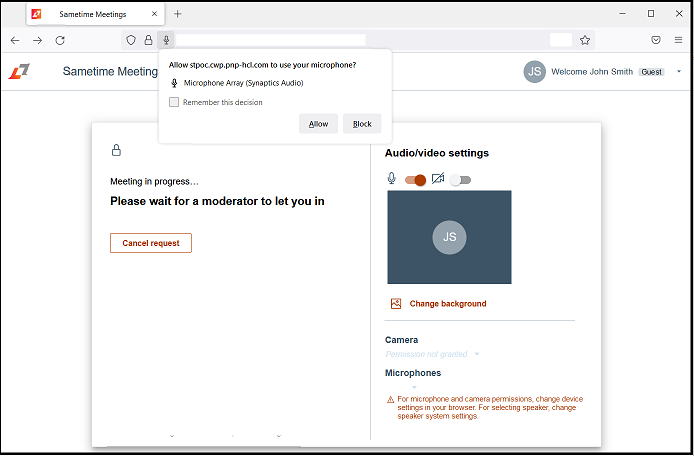 Sametime Meetings
Allow stpoc.cwp.pnp-hcl.com to use your microphone?
Microphone Array (Synaptics Audio)
Remember this decision
Allow
Block
Sametime Meeting
JS
Welcome John Smith
Guest
Meeting in progress...
Please wait for a moderator to let you in
Cancel request
Audio/video settings
JS
Change background
Camera
Permission not granted
Microphones
For microphone and camera permissions, change device
settings in your browser. For selecting speaker, change
speaker system settings.